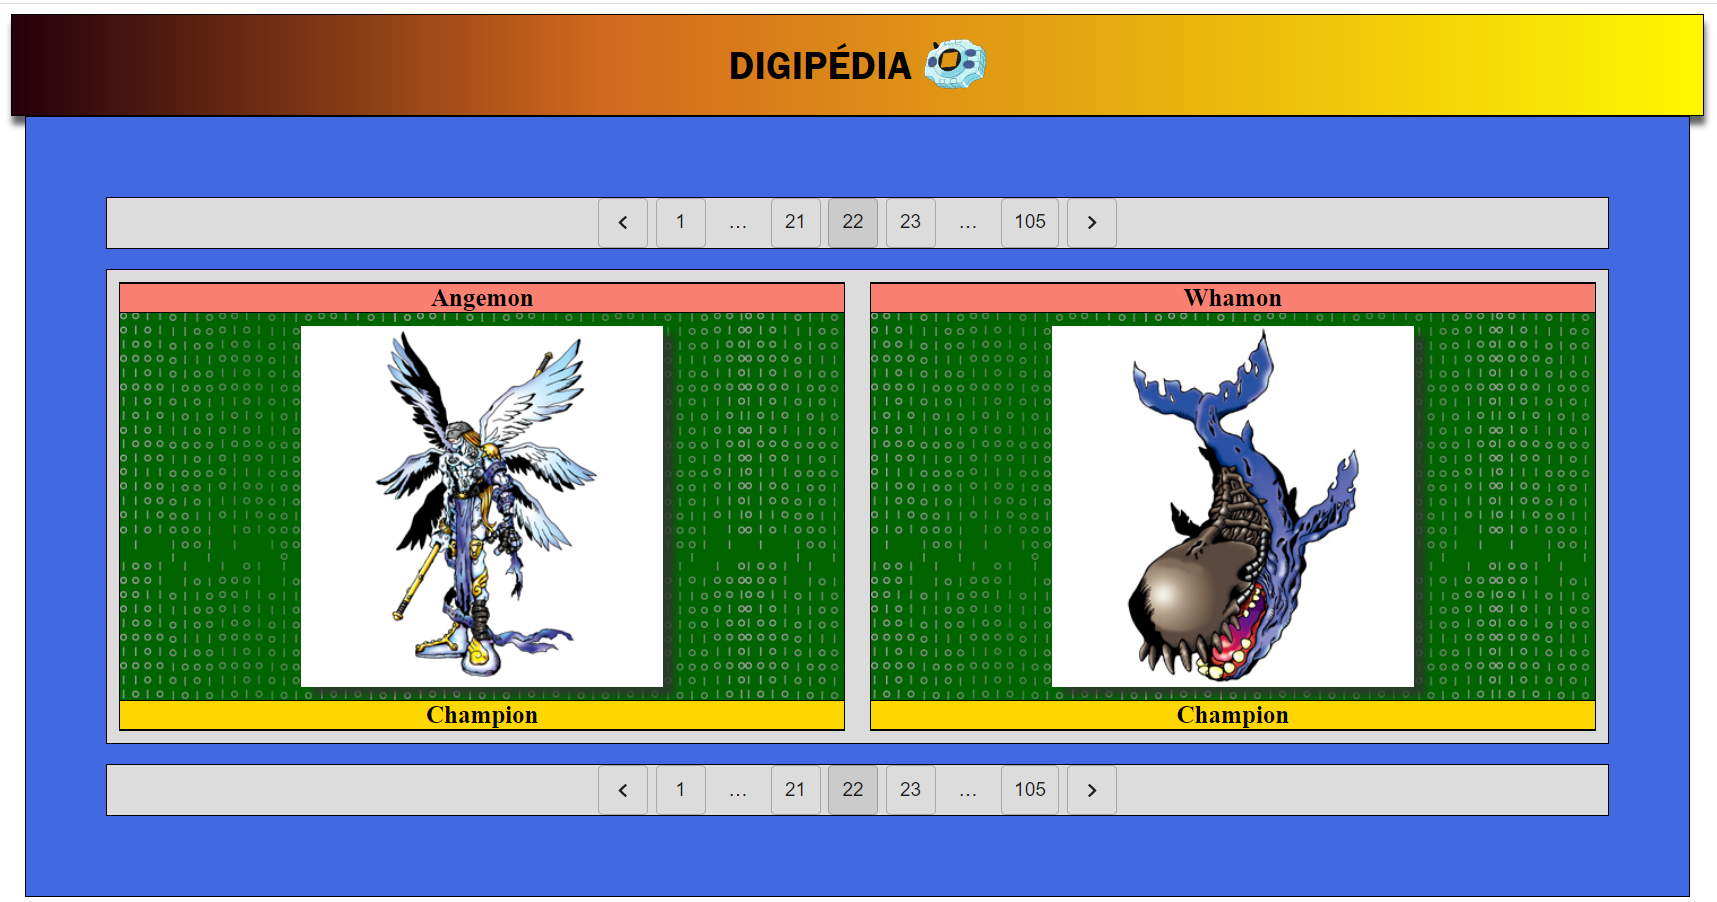 DIGIPÉDIA
1 … 21 22 23 … 105
Angemon
Whamon
Champion
Champion
1 … 21 22 23 … 105